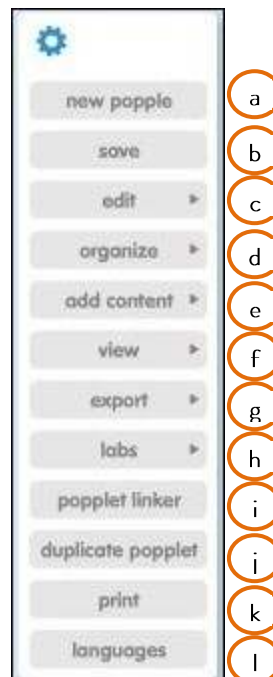 new popple a
save b
edit c
organize d
add content e
view f
export g
labs h
popplet linker i
duplicate popplet j
print k
languages l